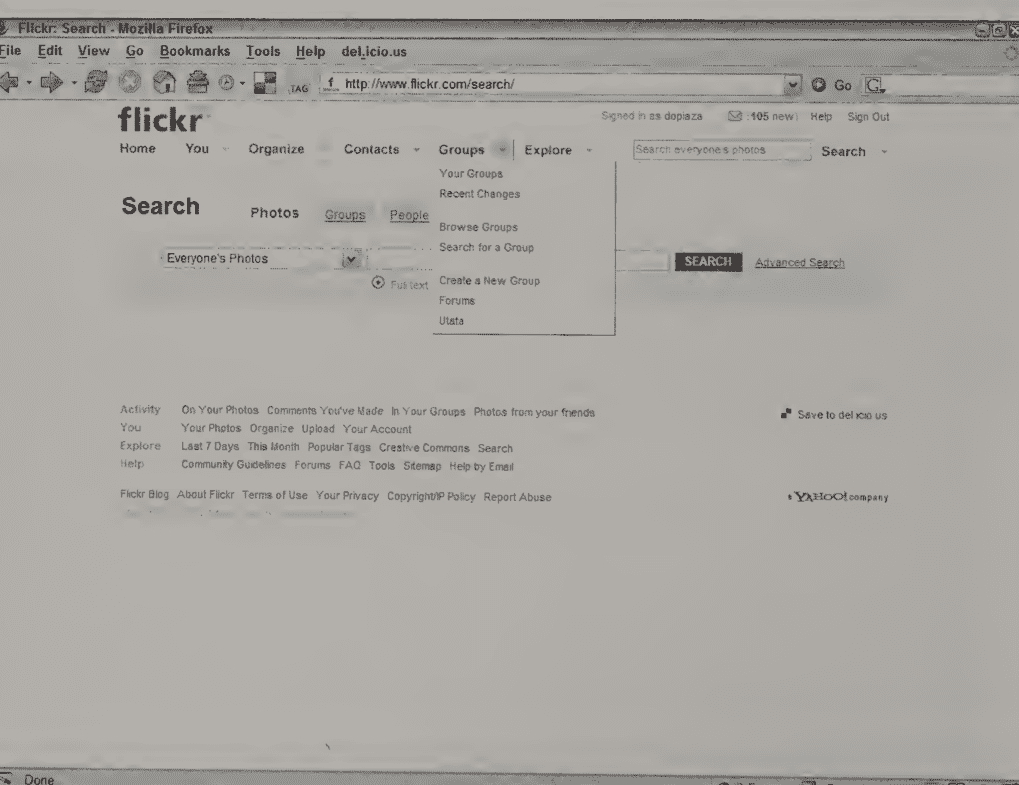 Flickr: Search - Mozilla Firefox
File Edit View Go Bookmarks Tools Help del.icio.us
TAG http://www.flickr.com/search/ Go G
flickr Signed in as dopiaza 105 new Help Sign Out
Home You Organize Contacts Groups Explore Search everyone's photos Search
Your Groups
Recent Changes
Search Photos Groups People
Browse Groups
Search for a Group
Everyone's Photos SEARCH Advanced Search
Full text Create a New Group
Forums
Utata
Activity On Your Photos Comments You've Made In Your Groups Photos from your friends Save to del.icio.us
You Your Photos Organize Upload Your Account
Explore Last 7 Days This Month Popular Tags Creative Commons Search
Help Community Guidelines Forums FAQ Tools Sitemap Help by Email
Flickr Blog About Flickr Terms of Use Your Privacy Copyright/IP Policy Report Abuse a YAHOO! company
Done